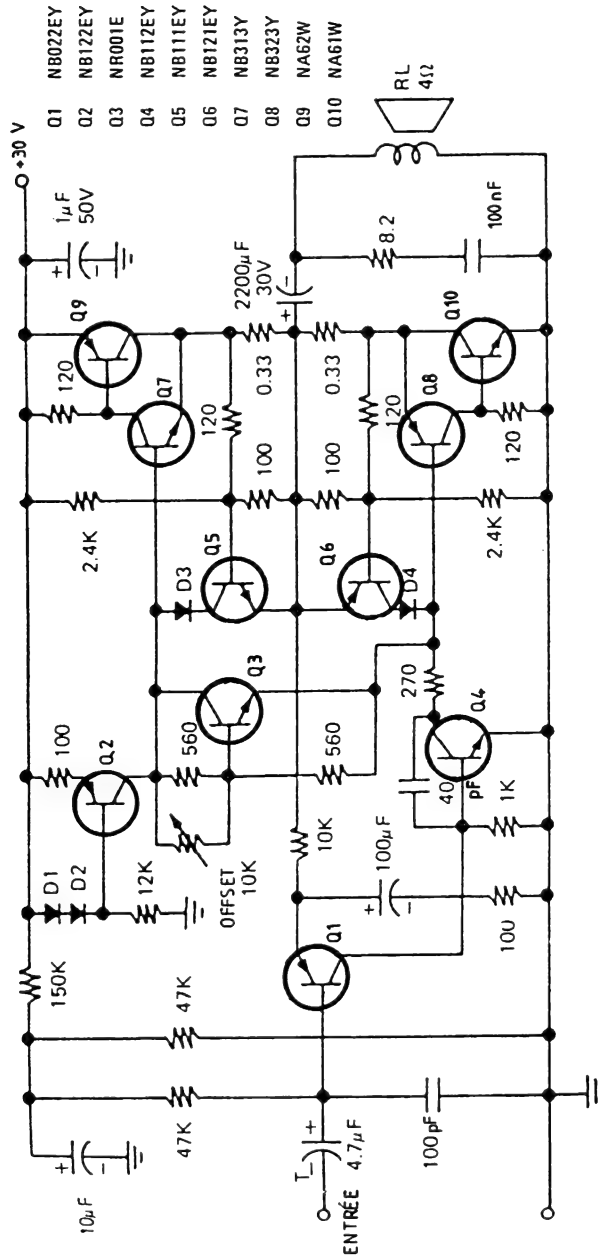 Q1 NB022EY
Q2 NB122EY
Q3 NR001E
Q4 NB112EY
Q5 NB111EY
Q6 NB121EY
Q7 NB313Y
Q8 NB323Y
Q9 NA62W
Q10 NA61W
+30 V
1µF
50V
+
−
Q9
120
Q7
120
0.33
2200µF
30V
+
−
RL
4Ω
8.2
100nF
0.33
Q10
Q8
120
120
2.4K
100
100
2.4K
Q5
D3
Q6
D4
Q3
270
Q4
40
pF
1K
100
Q2
560
560
OFFSET
10K
10K
100µF
+
−
100
D1
D2
12K
Q1
150K
47K
47K
10µF
+
−
4.7µF
T
−
+
100pF
ENTRÉE